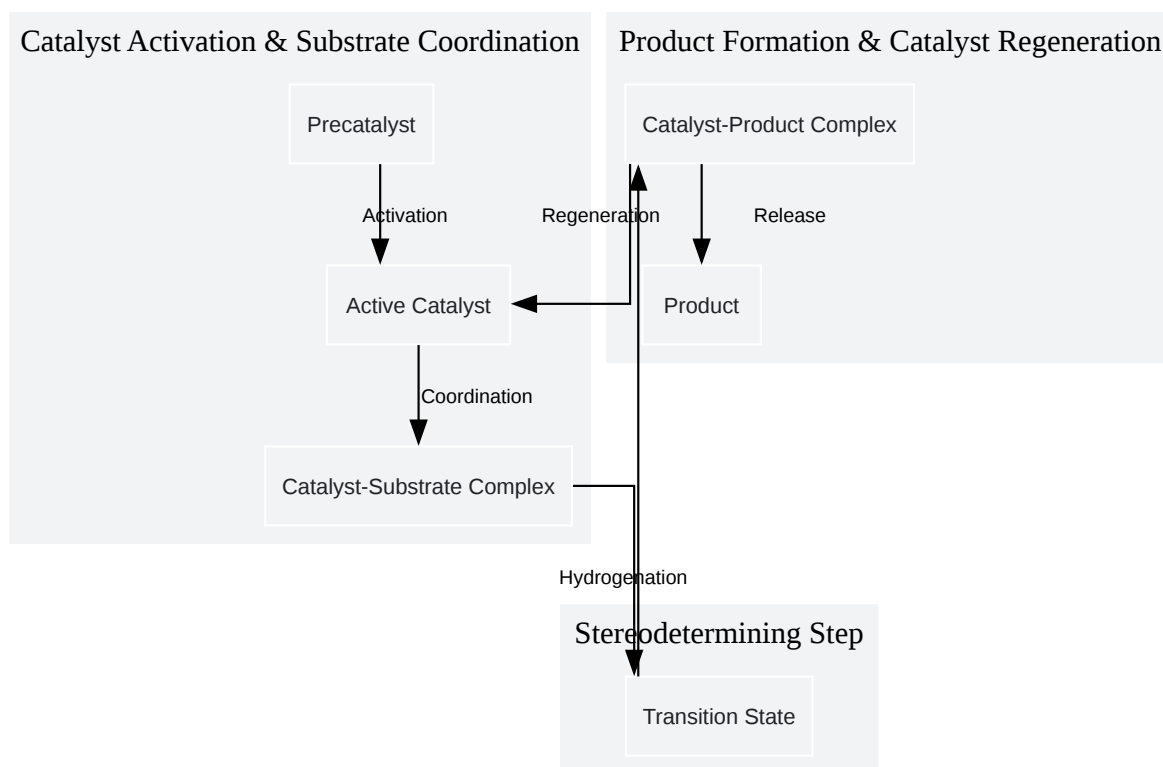 Catalyst Activation & Substrate Coordination
Product Formation & Catalyst Regeneration
Precatalyst
Catalyst-Product Complex
Activation
Regeneration
Release
Active Catalyst
Product
Coordination
Catalyst-Substrate Complex
Hydrogenation
Stereodetermining Step
Transition State